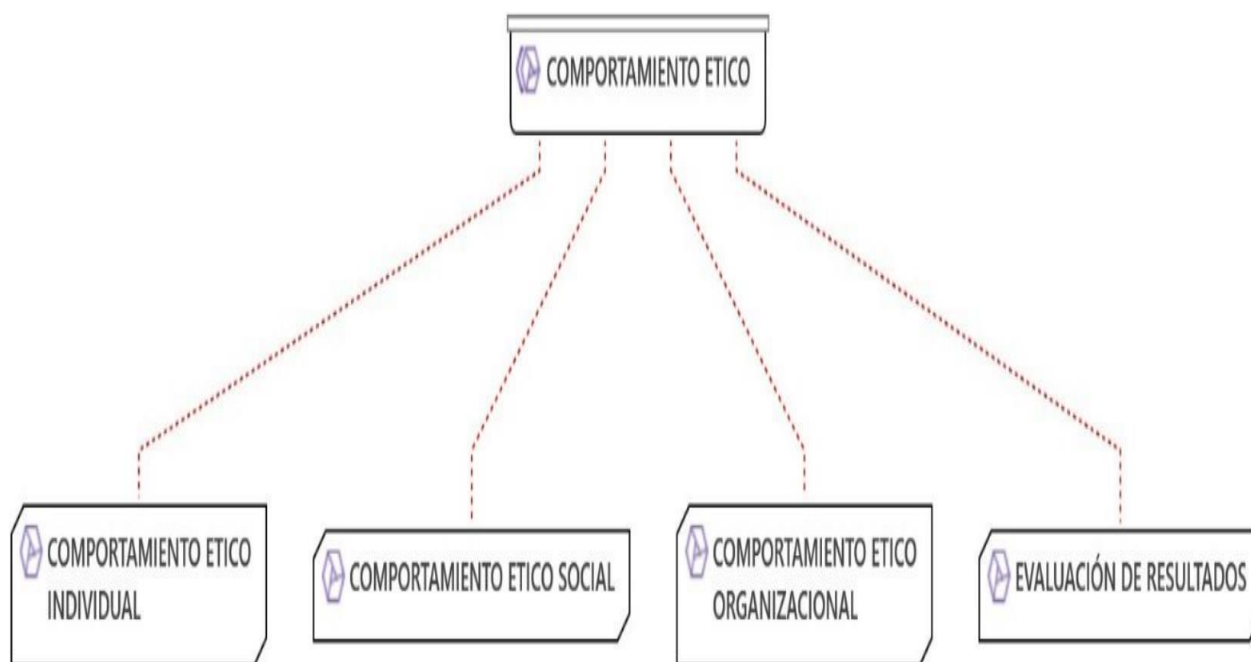 COMPORTAMIENTO ETICO
COMPORTAMIENTO ETICO
INDIVIDUAL
COMPORTAMIENTO ETICO SOCIAL
COMPORTAMIENTO ETICO
ORGANIZACIONAL
EVALUACIÓN DE RESULTADOS